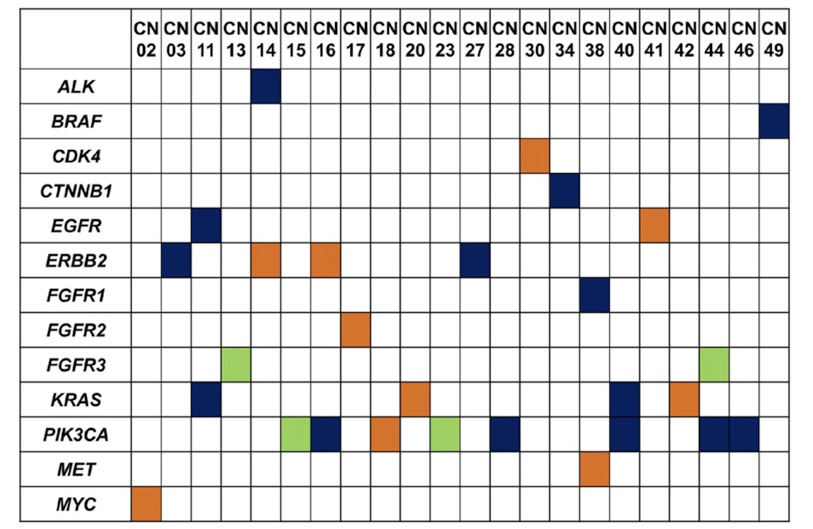 CN CN CN CN CN CN CN CN CN CN CN CN CN CN CN CN CN CN CN CN CN CN
02 03 11 13 14 15 16 17 18 20 23 27 28 30 34 38 40 41 42 44 46 49
ALK
BRAF
CDK4
CTNNB1
EGFR
ERBB2
FGFR1
FGFR2
FGFR3
KRAS
PIK3CA
MET
MYC